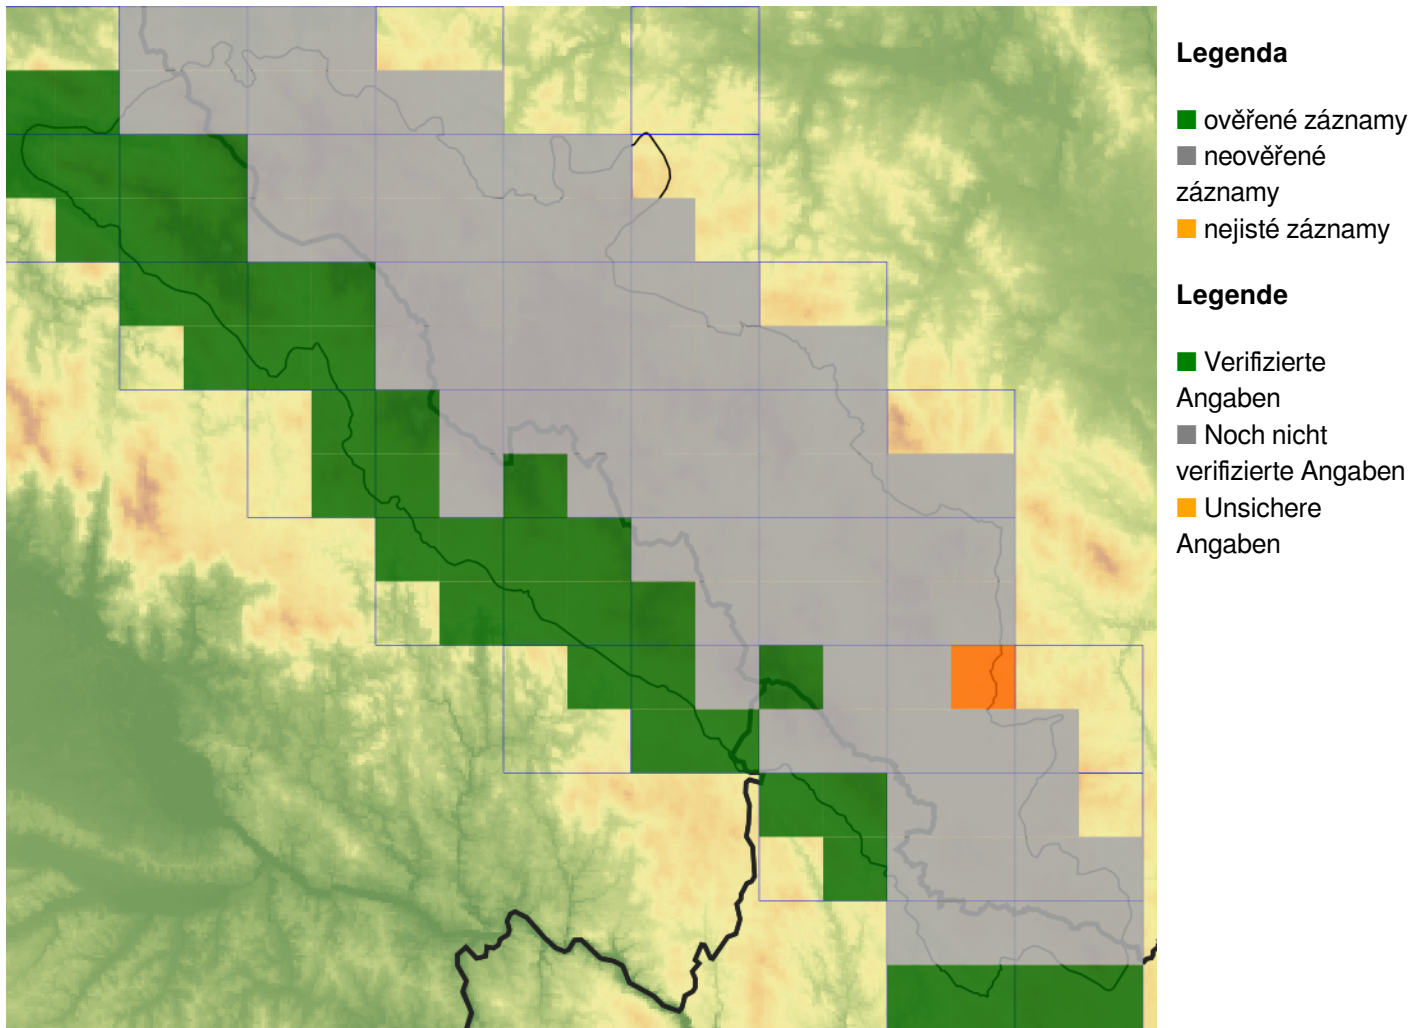 Legenda
ověřené záznamy
neověřené
záznamy
nejisté záznamy
Legende
Verifizierte
Angaben
Noch nicht
verifizierte Angaben
Unsichere
Angaben